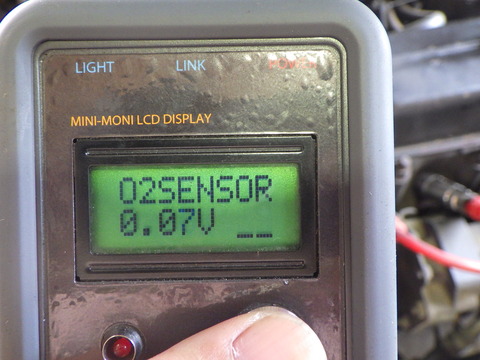 LIGHT LINK
MINI-MONI LCD DISPLAY
O2SENSOR
0.07V __